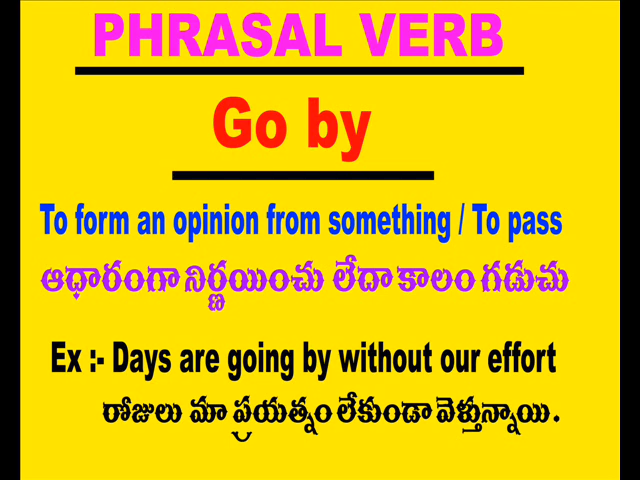 PHRASAL VERB
Go by
To form an opinion from something / To pass
ఆధారంగా నిర్ణయించు లేదా కాలం గడుచు
Ex :- Days are going by without our effort
రోజులు మా ప్రయత్నం లేకుండా వెళ్తున్నాయి.